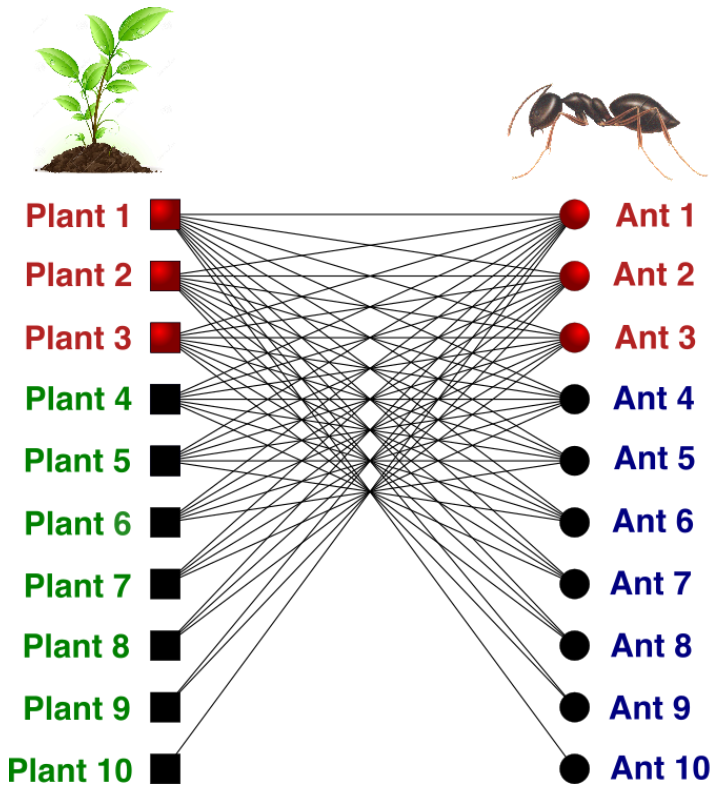 Plant 1
Ant 1
Plant 2
Ant 2
Plant 3
Ant 3
Plant 4
Ant 4
Plant 5
Ant 5
Plant 6
Ant 6
Plant 7
Ant 7
Plant 8
Ant 8
Plant 9
Ant 9
Plant 10
Ant 10